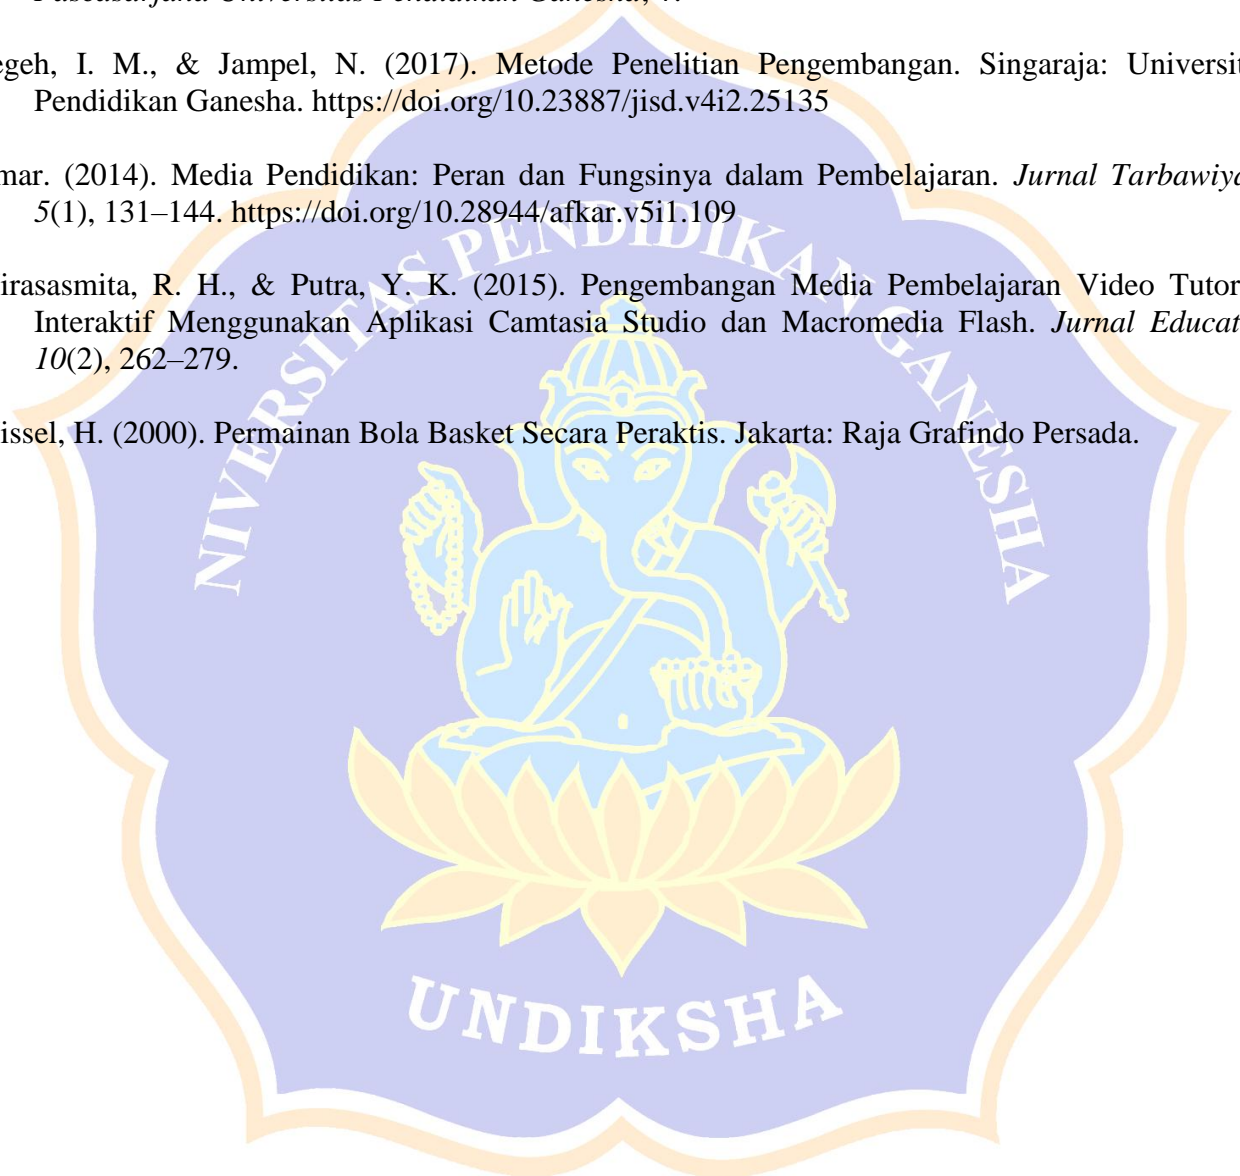 Pascasarjana Universitas Pendidikan Ganesha, 4.
egeh, I. M., & Jampel, N. (2017). Metode Penelitian Pengembangan. Singaraja: Universit
Pendidikan Ganesha. https://doi.org/10.23887/jisd.v4i2.25135
mar. (2014). Media Pendidikan: Peran dan Fungsinya dalam Pembelajaran. Jurnal Tarbawiya
5(1), 131–144. https://doi.org/10.28944/afkar.v5i1.109
irasasmita, R. H., & Putra, Y. K. (2015). Pengembangan Media Pembelajaran Video Tutor
Interaktif Menggunakan Aplikasi Camtasia Studio dan Macromedia Flash. Jurnal Educat
10(2), 262–279.
issel, H. (2000). Permainan Bola Basket Secara Peraktis. Jakarta: Raja Grafindo Persada.
NIVERSITAS PENDIDIKAN GANESHA
UNDIKSHA